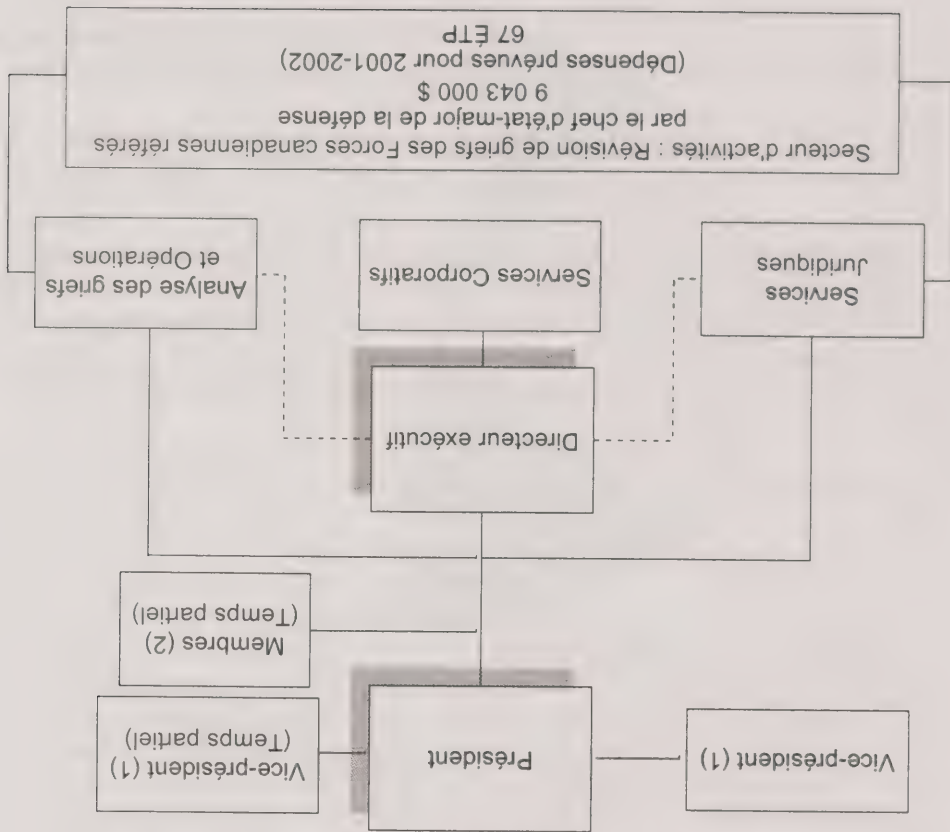 Vice-président (1)
Président
Vice-président (1)
(Temps partiel)
Membres (2)
(Temps partiel)
Directeur exécutif
Services
Juridiques
Services Corporatifs
Analyse des griefs
et Opérations
Secteur d'activités : Révision de griefs des Forces canadiennes référés
par le chef d'état-major de la défense
9 043 000 $
(Dépenses prévues pour 2001-2002)
67 ÉTP